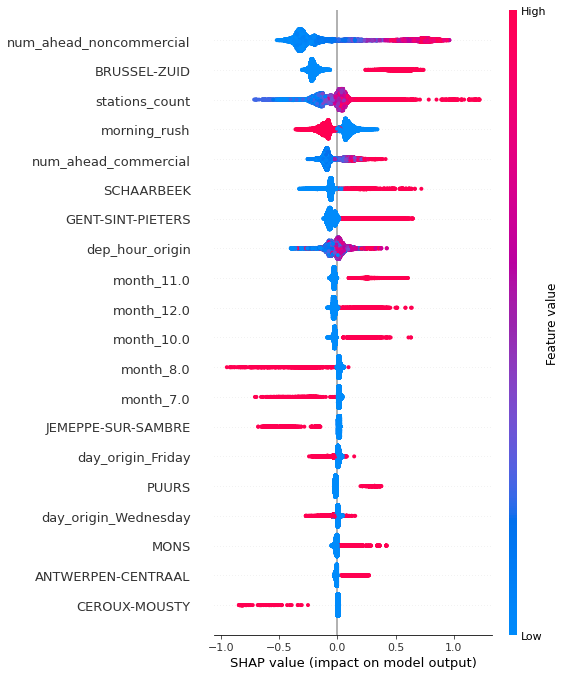 High
num_ahead_noncommercial
BRUSSEL-ZUID
stations_count
morning_rush
num_ahead_commercial
SCHAARBEEK
GENT-SINT-PIETERS
dep_hour_origin
month_11.0
month_12.0
month_10.0
month_8.0
month_7.0
JEMEPPE-SUR-SAMBRE
day_origin_Friday
PUURS
day_origin_Wednesday
MONS
ANTWERPEN-CENTRAAL
CEROUX-MOUSTY
Feature value
Low
−1.0 −0.5 0.0 0.5 1.0
SHAP value (impact on model output)